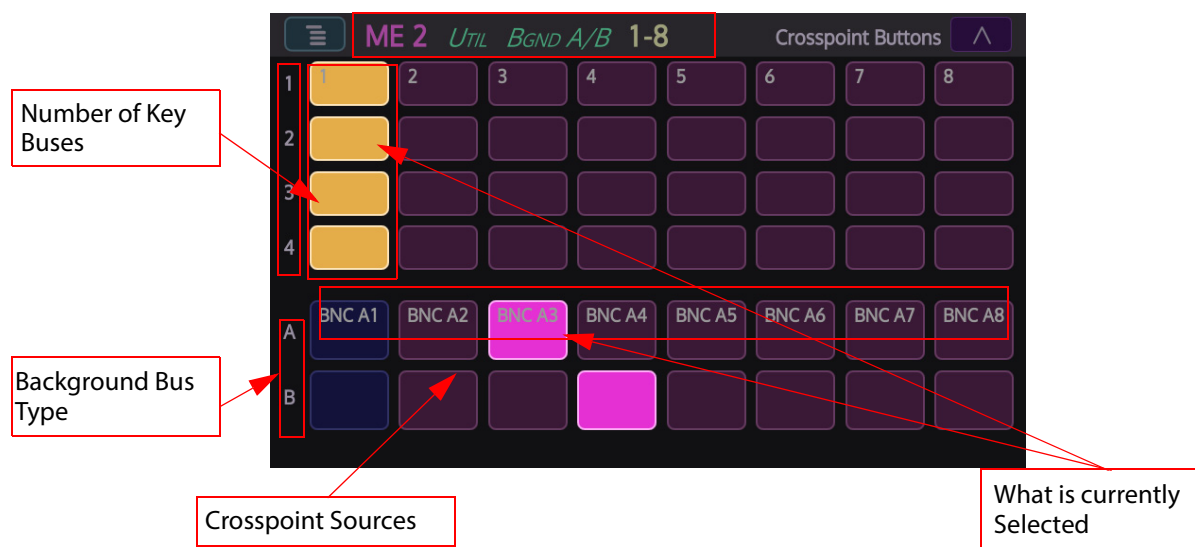 ME 2 UTIL BGND A/B 1-8 Crosspoint Buttons
1 1 2 3 4 5 6 7 8
Number of Key
Buses
2
3
4
BNC A1 BNC A2 BNC A3 BNC A4 BNC A5 BNC A6 BNC A7 BNC A8
A
Background Bus
Type
B
Crosspoint Sources
What is currently
Selected